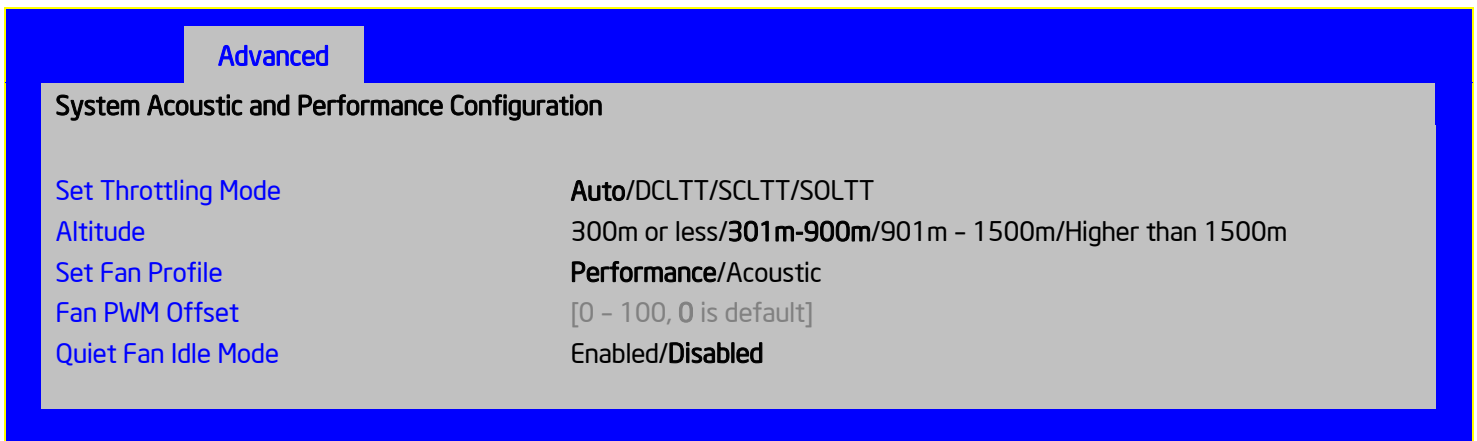 Advanced
System Acoustic and Performance Configuration
Set Throttling Mode Auto/DCLTT/SCLTT/SOLTT
Altitude 300m or less/301m-900m/901m – 1500m/Higher than 1500m
Set Fan Profile Performance/Acoustic
Fan PWM Offset [0 – 100, 0 is default]
Quiet Fan Idle Mode Enabled/Disabled